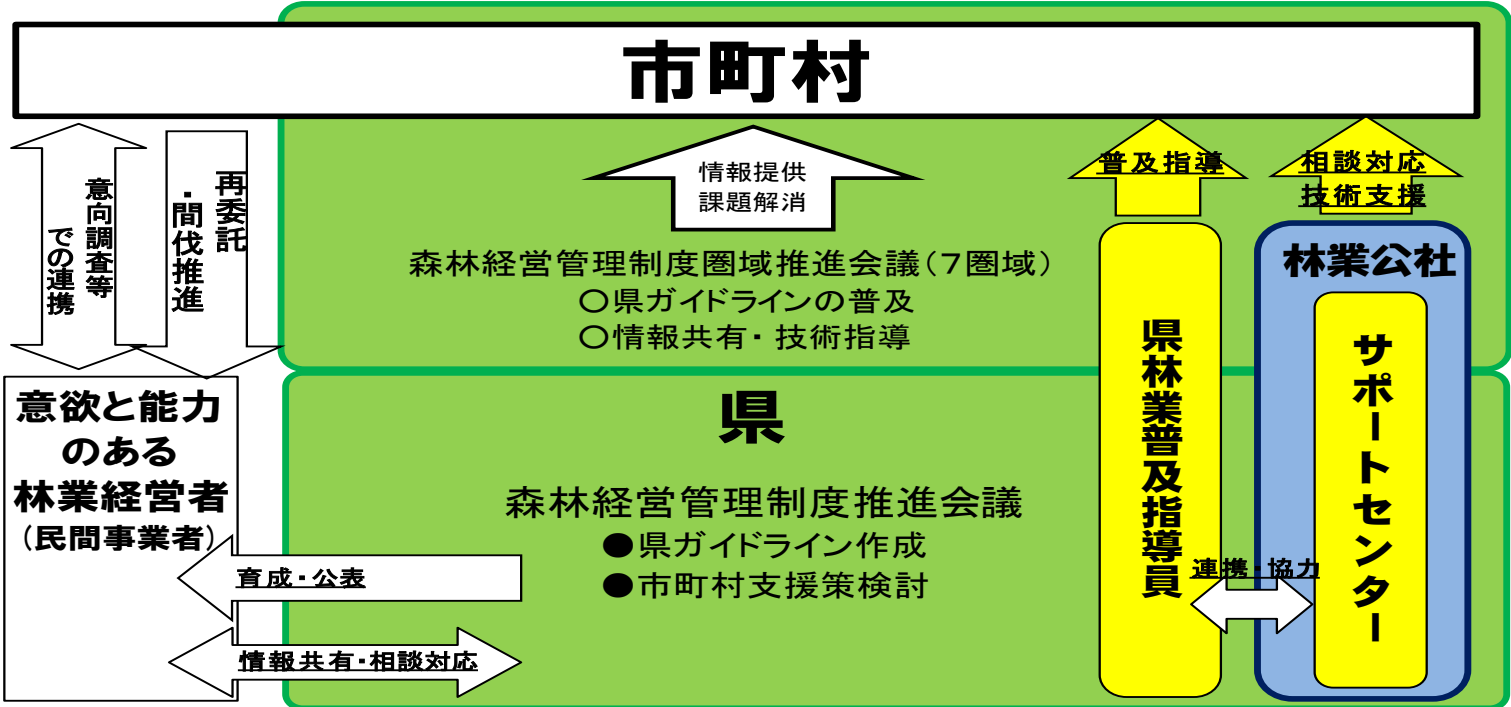 市町村
意向調査等
での連携
再委託
・間伐推進
情報提供
課題解消
普及指導
相談対応
技術支援
森林経営管理制度圏域推進会議（７圏域）
○県ガイドラインの普及
○情報共有・技術指導
林業公社
県林業普及指導員
サポートセンター
連携・協力
意欲と能力
のある
林業経営者
（民間事業者）
県
森林経営管理制度推進会議
●県ガイドライン作成
●市町村支援策検討
育成・公表
情報共有・相談対応